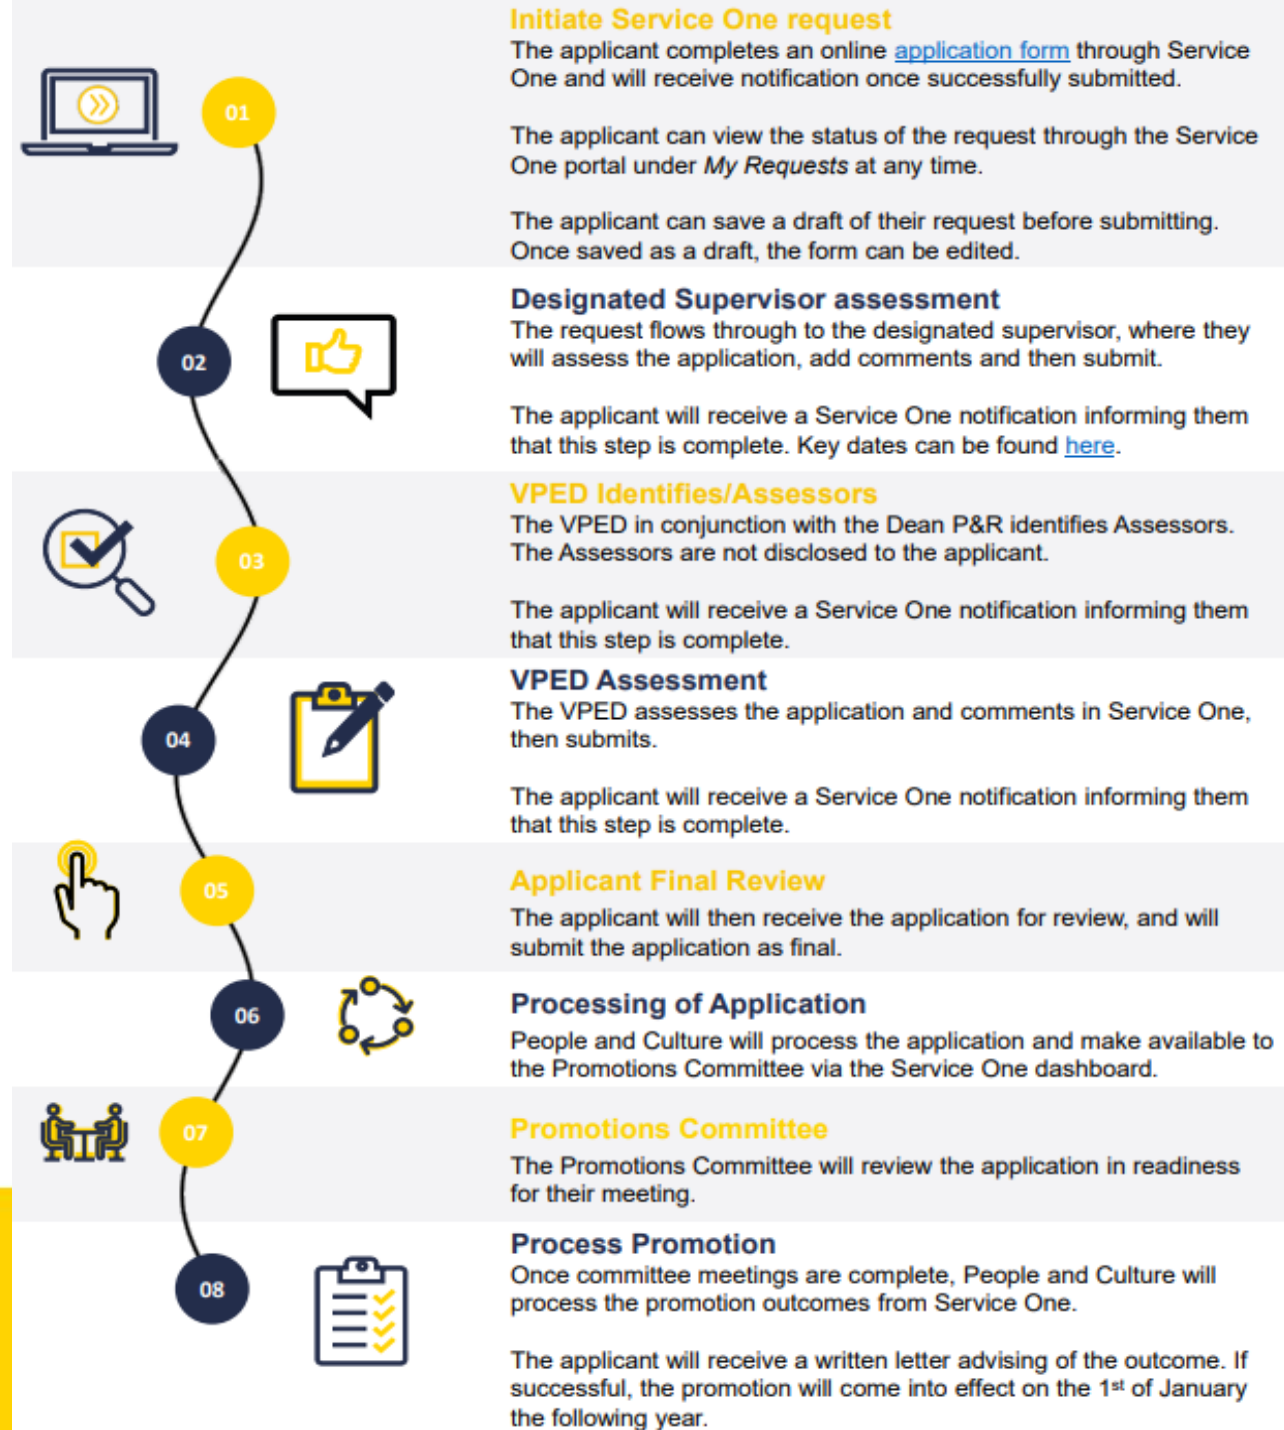 Initiate Service One request
The applicant completes an online application form through Service
One and will receive notification once successfully submitted.
The applicant can view the status of the request through the Service
One portal under My Requests at any time.
The applicant can save a draft of their request before submitting.
Once saved as a draft, the form can be edited.
01
Designated Supervisor assessment
The request flows through to the designated supervisor, where they
will assess the application, add comments and then submit.
The applicant will receive a Service One notification informing them
that this step is complete. Key dates can be found here.
02
VPED Identifies/Assessors
The VPED in conjunction with the Dean P&R identifies Assessors.
The Assessors are not disclosed to the applicant.
The applicant will receive a Service One notification informing them
that this step is complete.
03
VPED Assessment
The VPED assesses the application and comments in Service One,
then submits.
The applicant will receive a Service One notification informing them
that this step is complete.
04
Applicant Final Review
The applicant will then receive the application for review, and will
submit the application as final.
05
Processing of Application
People and Culture will process the application and make available to
the Promotions Committee via the Service One dashboard.
06
Promotions Committee
The Promotions Committee will review the application in readiness
for their meeting.
07
Process Promotion
Once committee meetings are complete, People and Culture will
process the promotion outcomes from Service One.
The applicant will receive a written letter advising of the outcome. If
successful, the promotion will come into effect on the 1st of January
the following year.
08